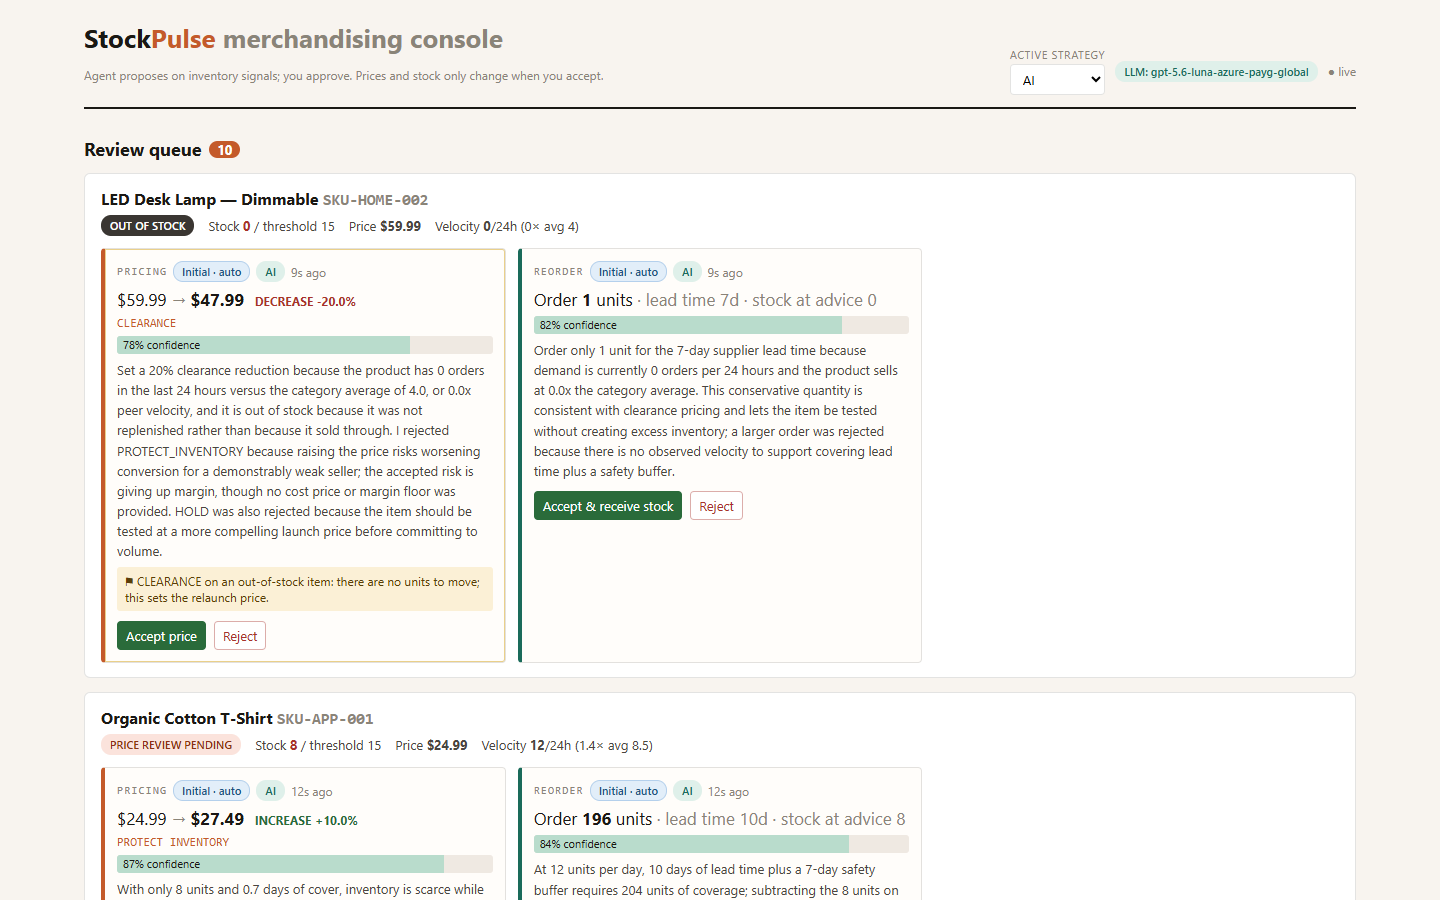 StockPulse merchandising console
Agent proposes on inventory signals; you approve. Prices and stock only change when you accept.
ACTIVE STRATEGY
AI
LLM: gpt-5.6-luna-azure-payg-global
● live
Review queue 10
LED Desk Lamp — Dimmable SKU-HOME-002
OUT OF STOCK Stock 0 / threshold 15 Price $59.99 Velocity 0/24h (0× avg 4)
PRICING Initial · auto AI 9s ago
$59.99 → $47.99 DECREASE -20.0%
CLEARANCE
78% confidence
Set a 20% clearance reduction because the product has 0 orders
in the last 24 hours versus the category average of 4.0, or 0.0x
peer velocity, and it is out of stock because it was not
replenished rather than because it sold through. I rejected
PROTECT_INVENTORY because raising the price risks worsening
conversion for a demonstrably weak seller; the accepted risk is
giving up margin, though no cost price or margin floor was
provided. HOLD was also rejected because the item should be
tested at a more compelling launch price before committing to
volume.
⚑ CLEARANCE on an out-of-stock item: there are no units to move;
this sets the relaunch price.
Accept price Reject
REORDER Initial · auto AI 9s ago
Order 1 units · lead time 7d · stock at advice 0
82% confidence
Order only 1 unit for the 7-day supplier lead time because
demand is currently 0 orders per 24 hours and the product sells
at 0.0x the category average. This conservative quantity is
consistent with clearance pricing and lets the item be tested
without creating excess inventory; a larger order was rejected
because there is no observed velocity to support covering lead
time plus a safety buffer.
Accept & receive stock Reject
Organic Cotton T-Shirt SKU-APP-001
PRICE REVIEW PENDING Stock 8 / threshold 15 Price $24.99 Velocity 12/24h (1.4× avg 8.5)
PRICING Initial · auto AI 12s ago
$24.99 → $27.49 INCREASE +10.0%
PROTECT INVENTORY
87% confidence
With only 8 units and 0.7 days of cover, inventory is scarce while
REORDER Initial · auto AI 12s ago
Order 196 units · lead time 10d · stock at advice 8
84% confidence
At 12 units per day, 10 days of lead time plus a 7-day safety
buffer requires 204 units of coverage; subtracting the 8 units on